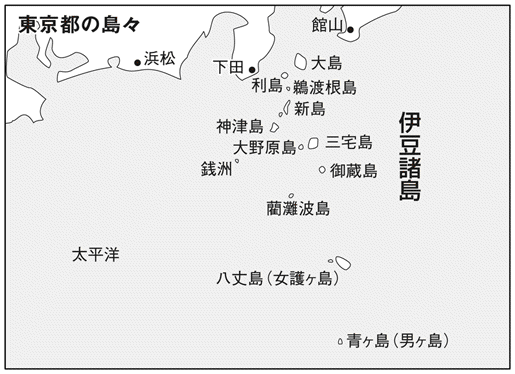 東京都の島々
館山
浜松
下田
大島
利島
鵜渡根島
新島
神津島
大野原島
三宅島
銭洲
御蔵島
伊豆諸島
藺灘波島
太平洋
八丈島(女護ヶ島)
青ヶ島(男ヶ島)